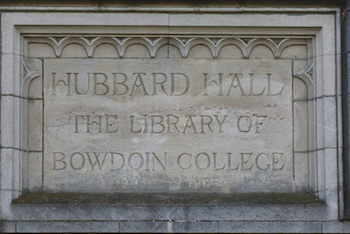 HUBBARD HALL
THE LIBRARY OF
BOWDOIN COLLEGE